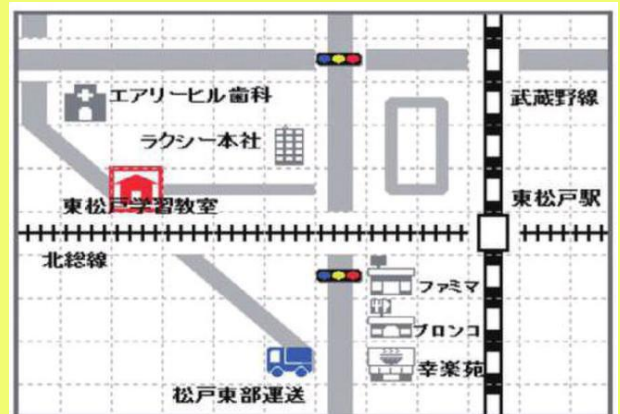 エアリーヒル歯科
武蔵野線
ラクシー本社
東松戸学習教室
東松戸駅
北総線
ファミマ
ブロンコ
幸楽苑
松戸東部運送